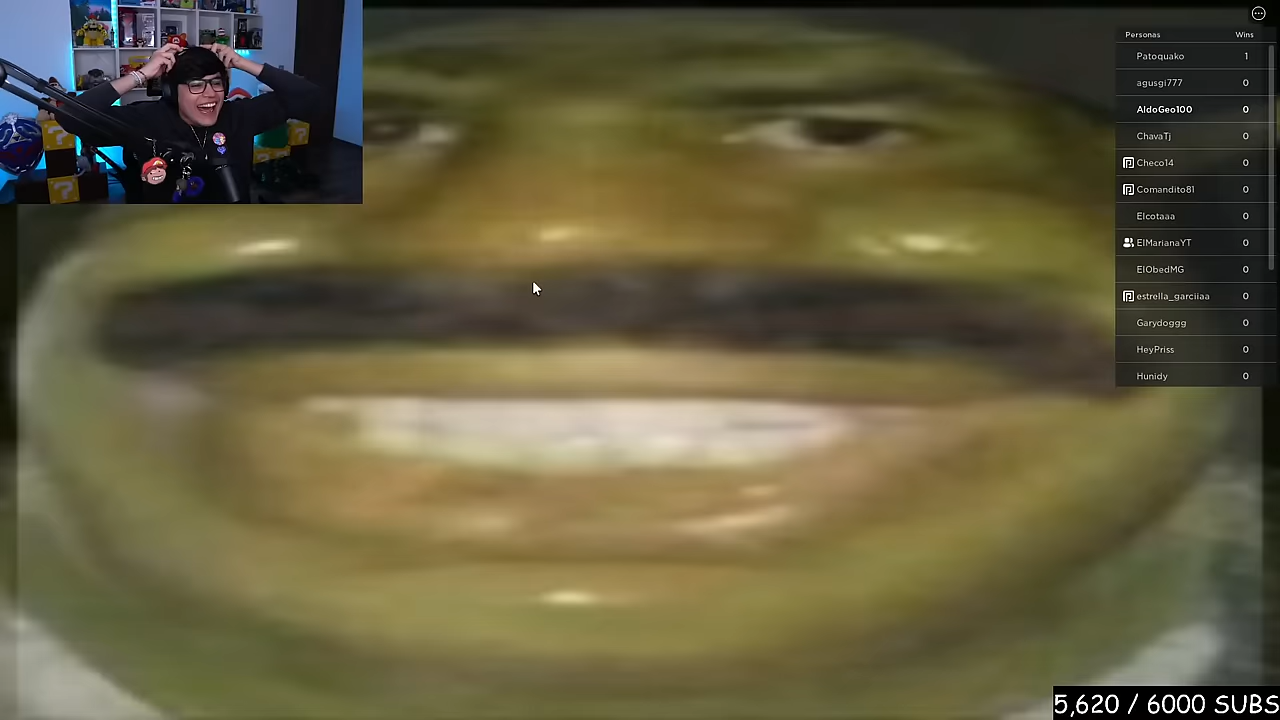 Personas Wins
Patoquako 1
agusgi777 0
AldoGeo100 0
ChavaTj 0
Checo14 0
Comandito81 0
Elcotaaa 0
ElMarianaYT 0
ElObedMG 0
estrella_garciiaa 0
Garydoggg 0
HeyPriss 0
Hunidy 0
?
?
5,620 / 6000 SUBS